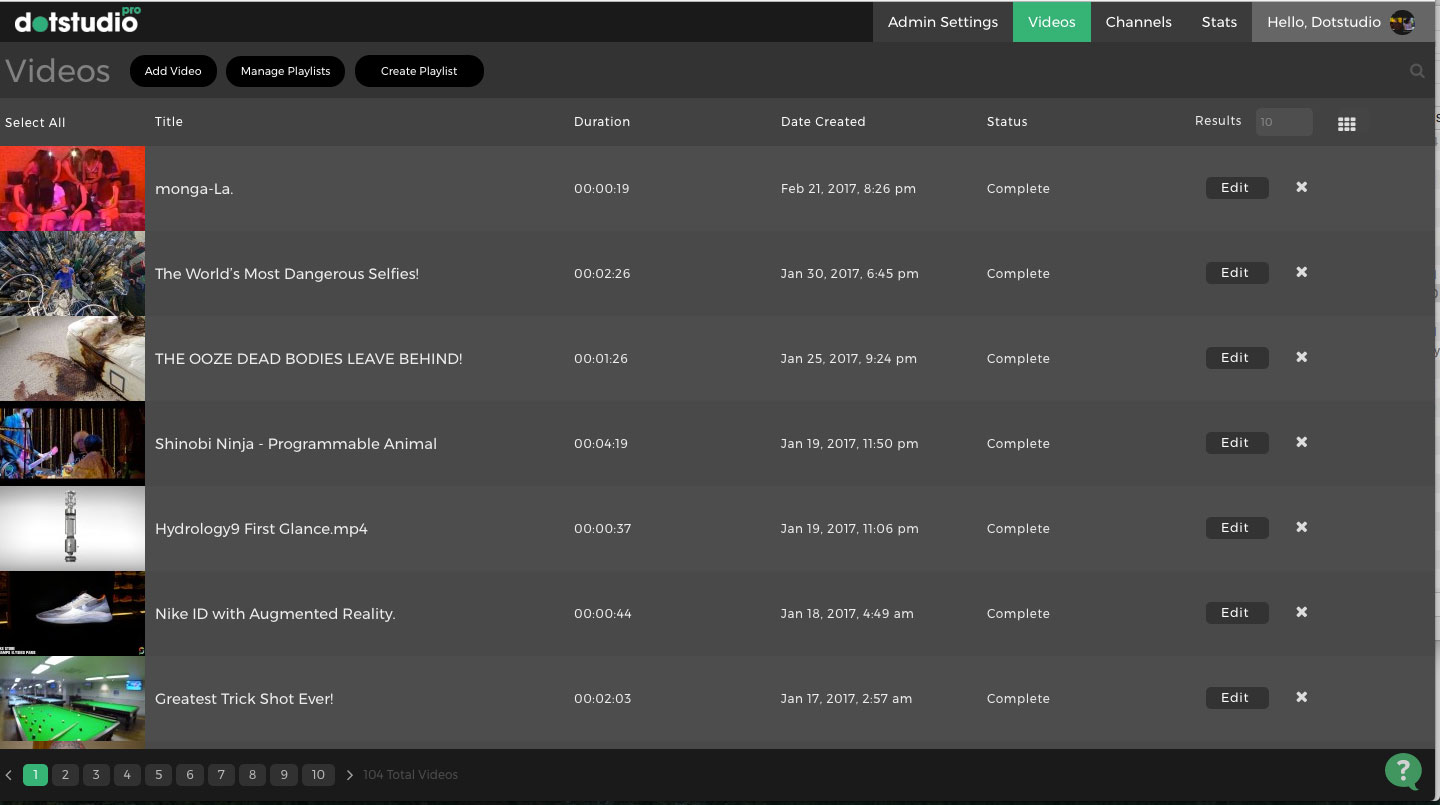 dotstudio pro
Admin Settings Videos Channels Stats Hello, Dotstudio
Videos Add Video Manage Playlists Create Playlist
Select All Title Duration Date Created Status Results 10
monga-La. 00:00:19 Feb 21, 2017, 8:26 pm Complete Edit
The World's Most Dangerous Selfies! 00:02:26 Jan 30, 2017, 6:45 pm Complete Edit
THE OOZE DEAD BODIES LEAVE BEHIND! 00:01:26 Jan 25, 2017, 9:24 pm Complete Edit
Shinobi Ninja - Programmable Animal 00:04:19 Jan 19, 2017, 11:50 pm Complete Edit
Hydrology9 First Glance.mp4 00:00:37 Jan 19, 2017, 11:06 pm Complete Edit
Nike ID with Augmented Reality. 00:00:44 Jan 18, 2017, 4:49 am Complete Edit
Greatest Trick Shot Ever! 00:02:03 Jan 17, 2017, 2:57 am Complete Edit
1 2 3 4 5 6 7 8 9 10 104 Total Videos ?